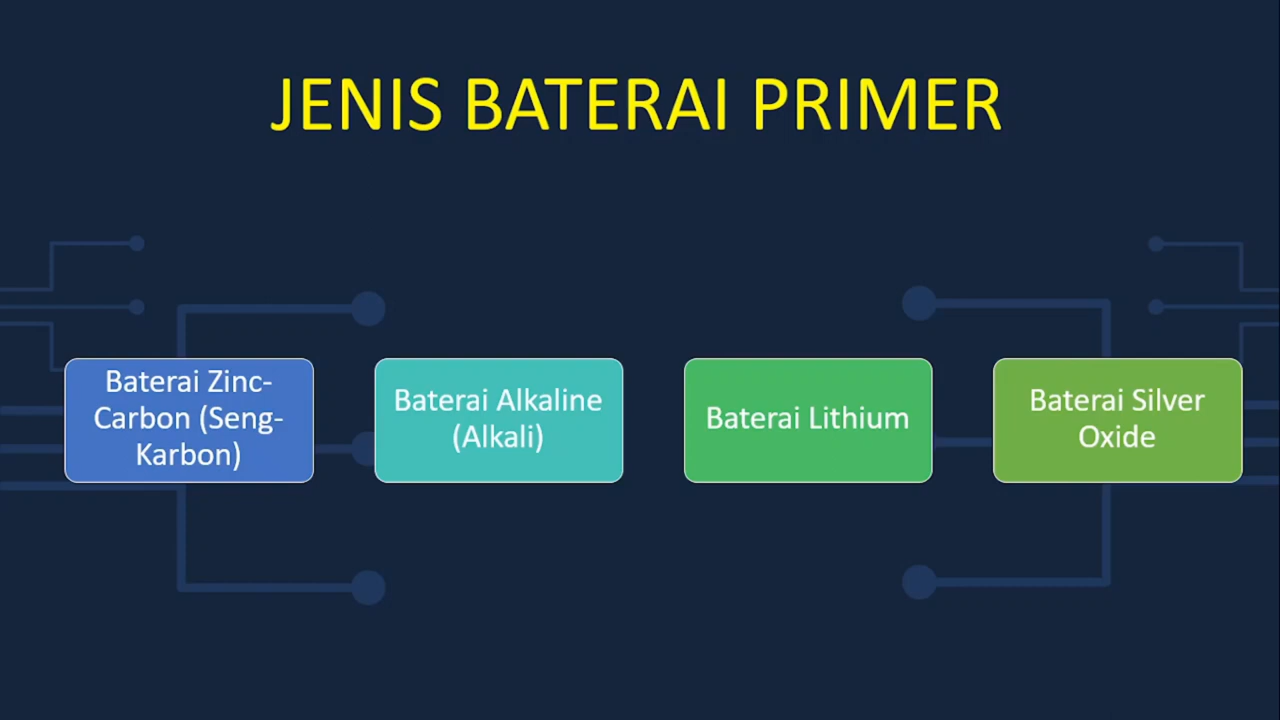 JENIS BATERAI PRIMER
Baterai Zinc-
Carbon (Seng-
Karbon)
Baterai Alkaline
(Alkali)
Baterai Lithium
Baterai Silver
Oxide